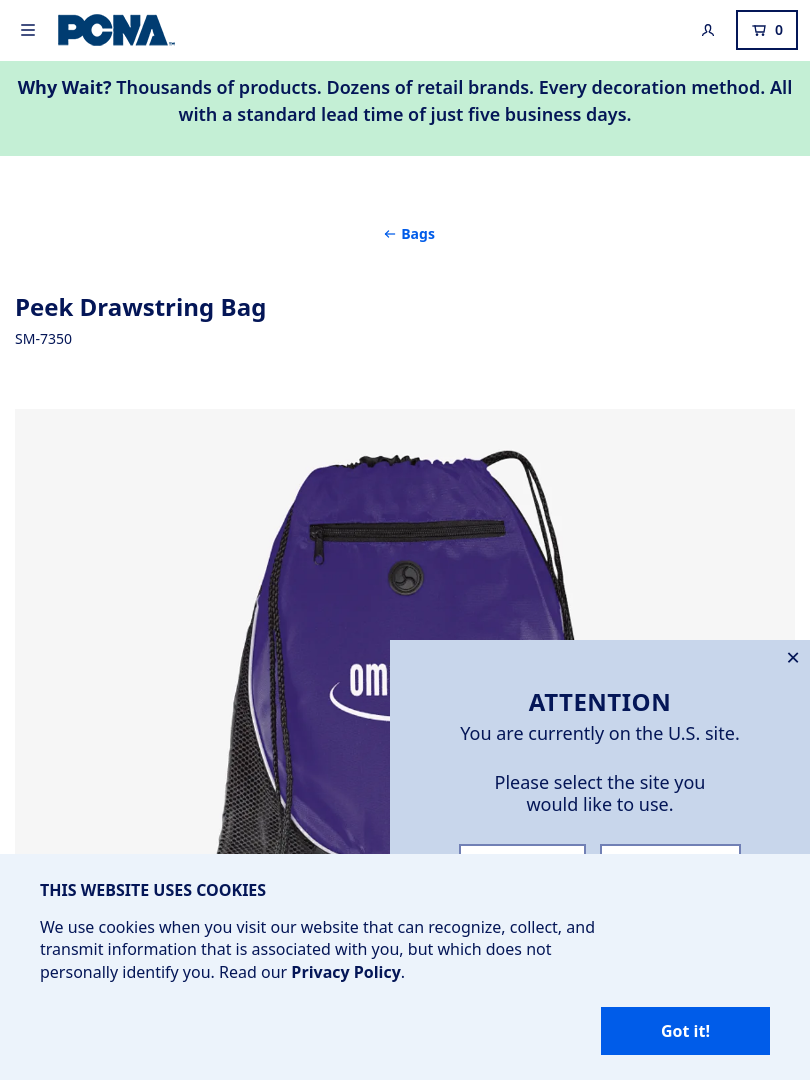 PCNA
0
Why Wait? Thousands of products. Dozens of retail brands. Every decoration method. All
with a standard lead time of just five business days.
← Bags
Peek Drawstring Bag
SM-7350
om
ATTENTION
You are currently on the U.S. site.
Please select the site you
would like to use.
THIS WEBSITE USES COOKIES
We use cookies when you visit our website that can recognize, collect, and
transmit information that is associated with you, but which does not
personally identify you. Read our Privacy Policy.
Got it!